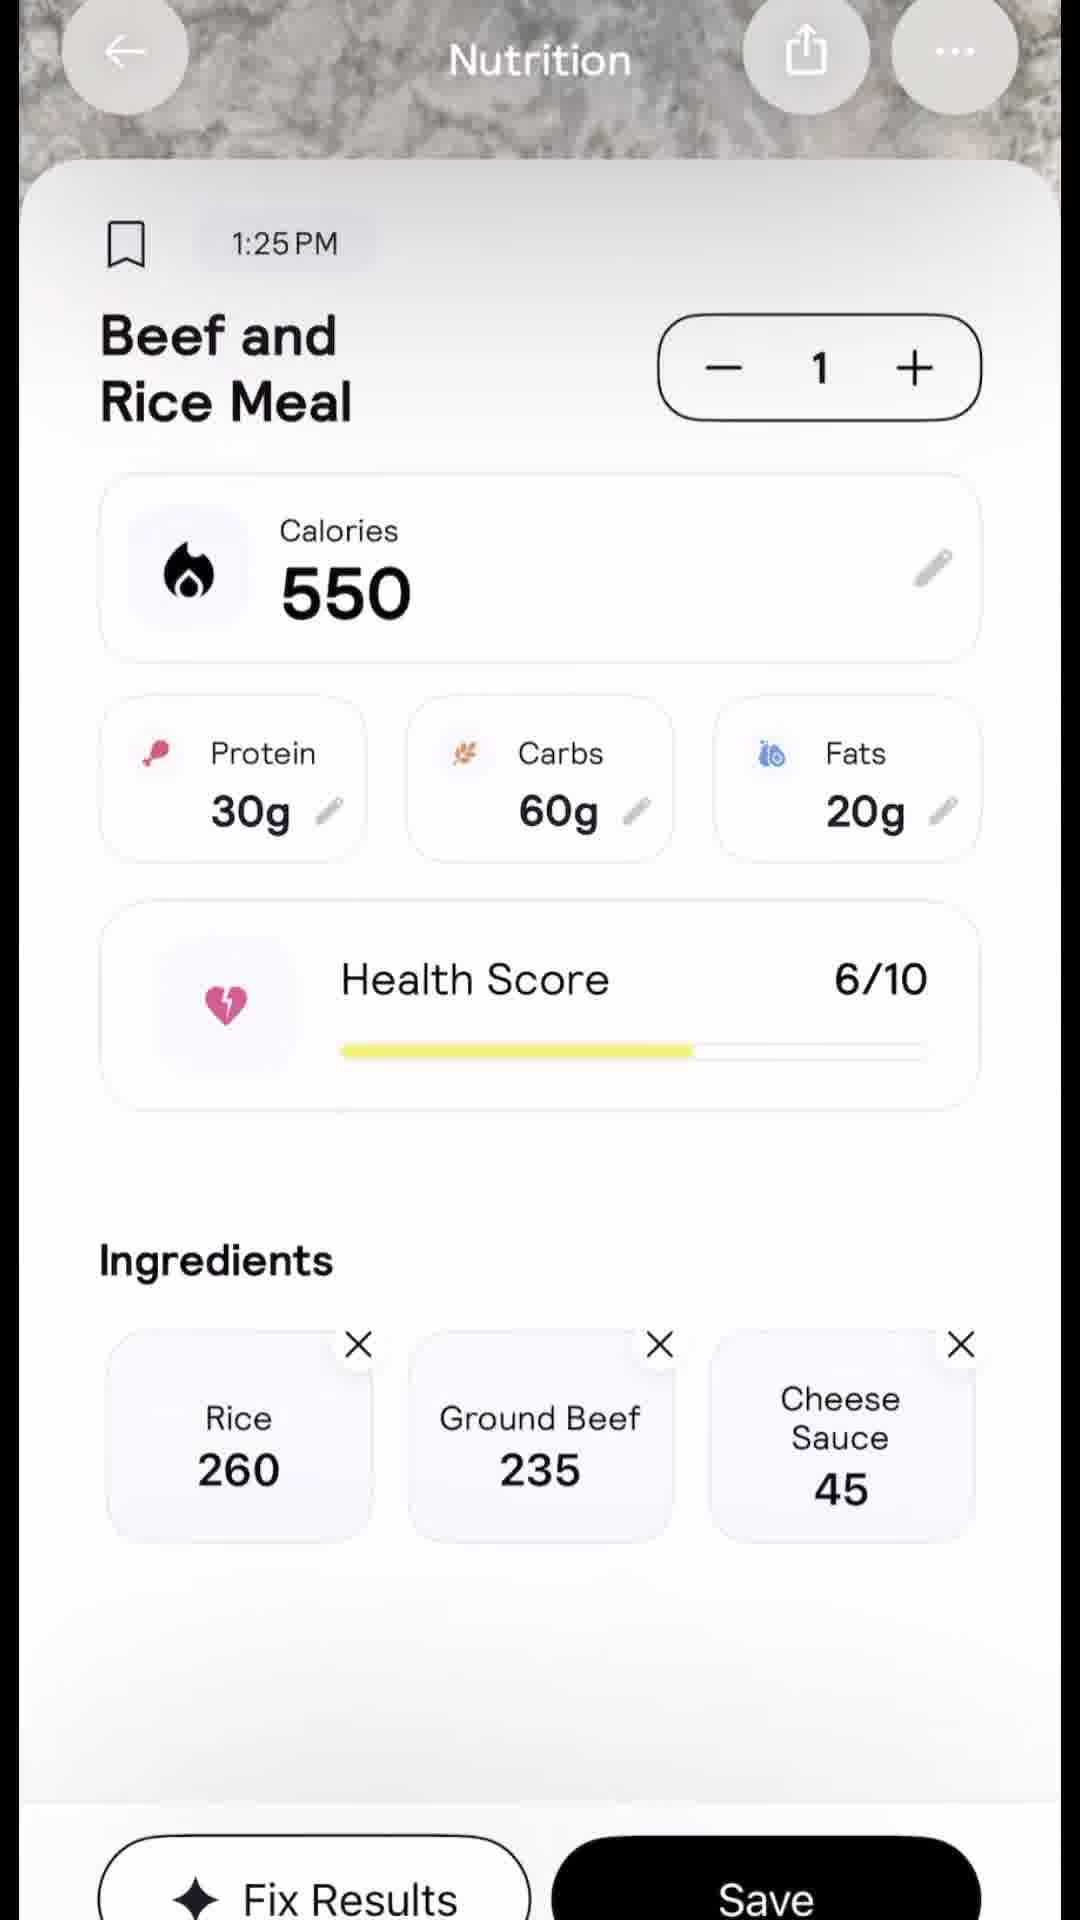 Nutrition
1:25 PM
Beef and
Rice Meal
1
Calories
550
Protein
30g
Carbs
60g
Fats
20g
Health Score
6/10
Ingredients
Rice
260
Ground Beef
235
Cheese
Sauce
45
Fix Results
Save